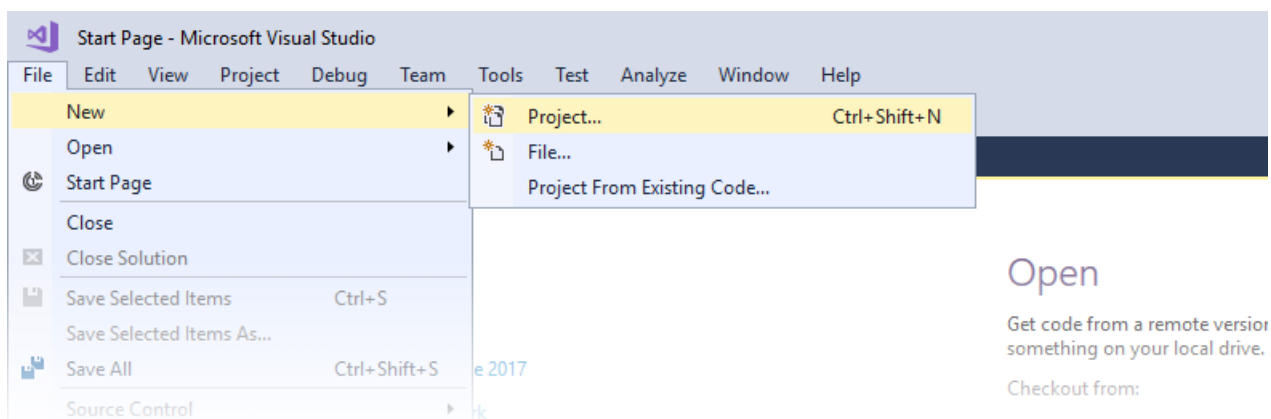 Start Page - Microsoft Visual Studio
File Edit View Project Debug Team Tools Test Analyze Window Help
New
Project... Ctrl+Shift+N
Open
File...
Start Page
Project From Existing Code...
Close
Close Solution
Save Selected Items Ctrl+S
Save Selected Items As...
Save All Ctrl+Shift+S
e 2017
Source Control
rk
Open
Get code from a remote version
something on your local drive.
Checkout from: